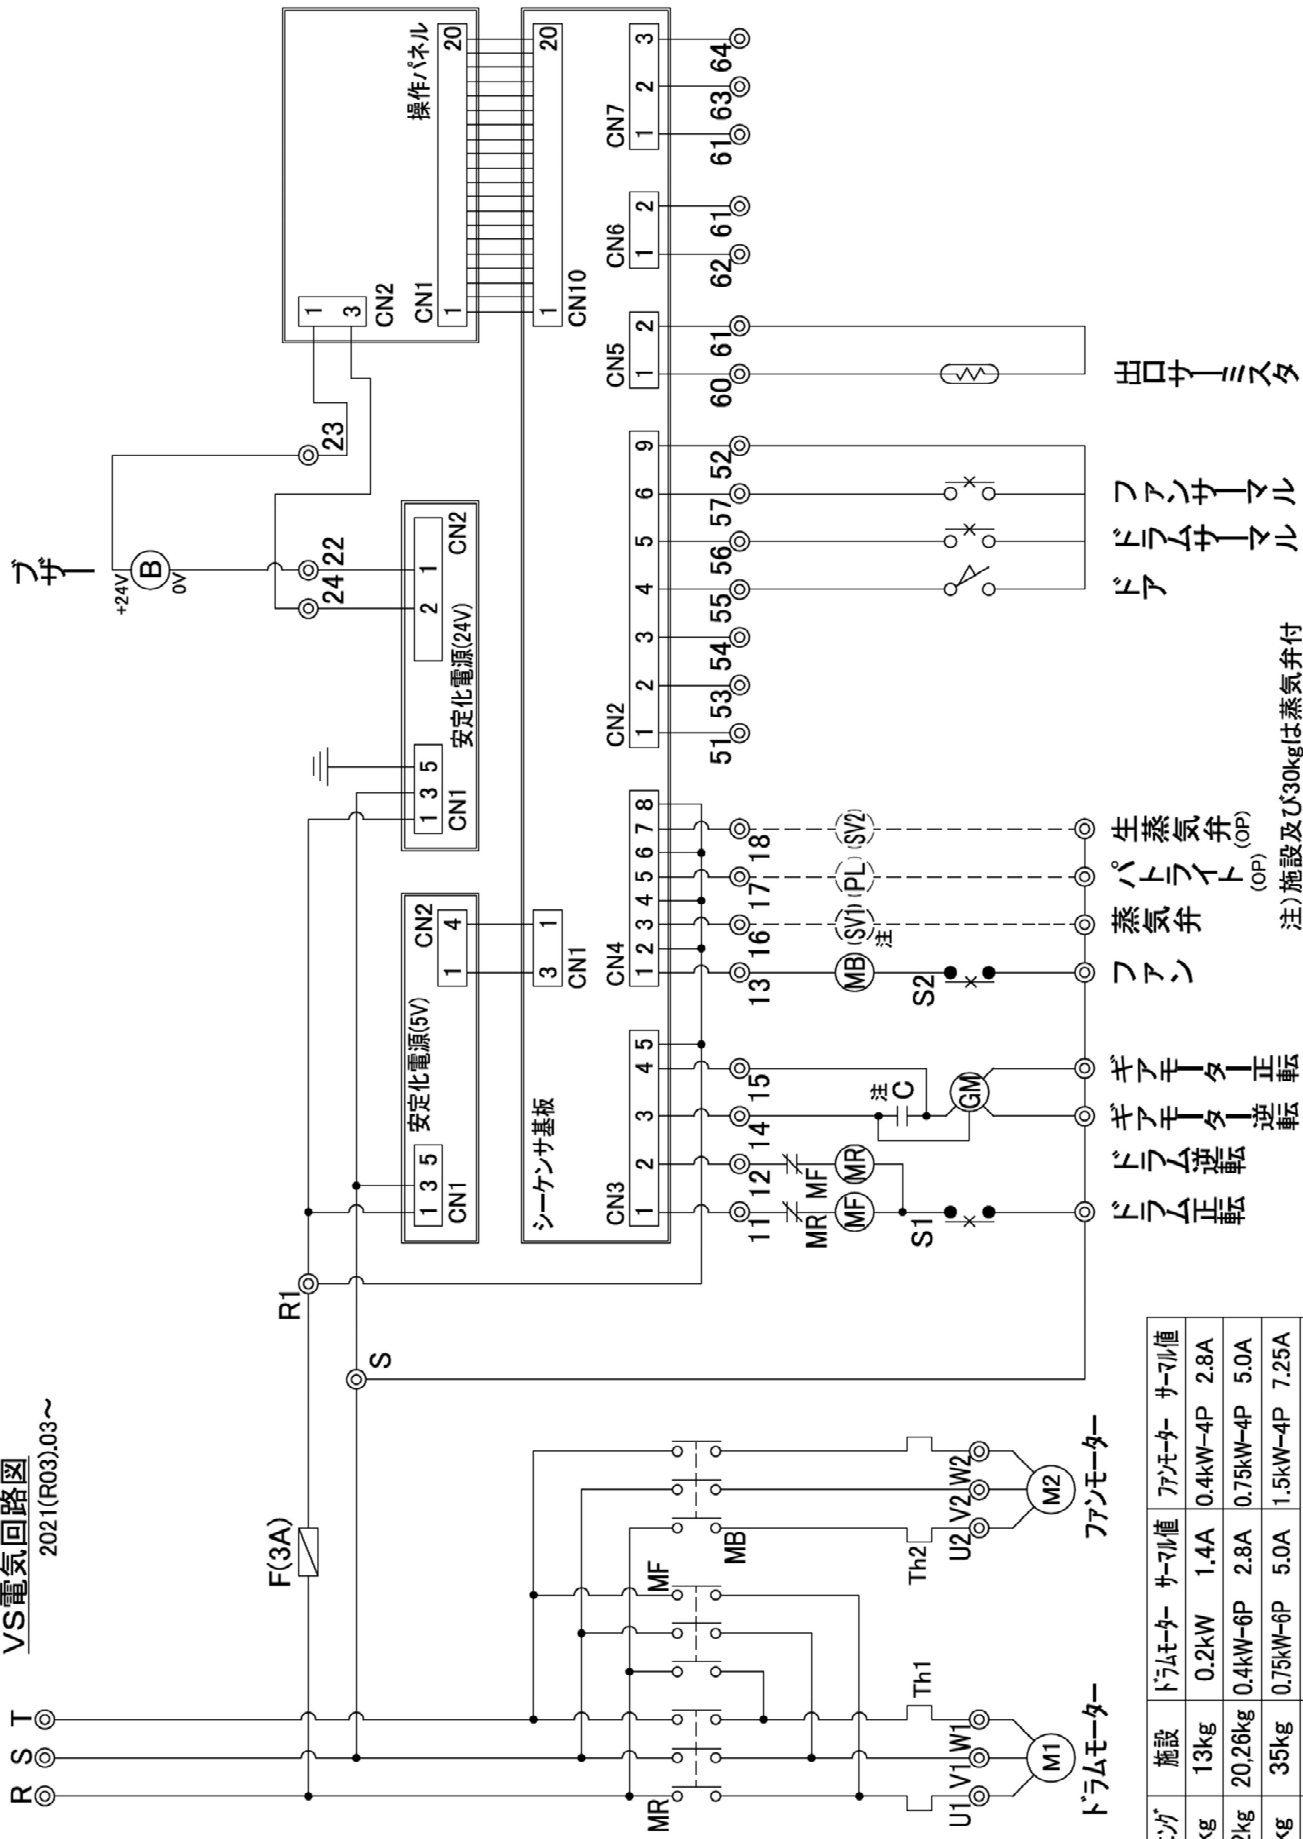 VS電気回路図
2021(R03).03～
R S T
F(3A)
R1
S
MR
MF
MB
Th1
Th2
U1 V1 W1
U2 V2 W2
M1
M2
ドラムモーター
ファンモーター
ブザー
+24V
B
0V
24 22
23
1
3
CN2
操作パネル
CN1
1 20
安定化電源(5V)
CN1
1 3 5
CN2
1 4
安定化電源(24V)
CN1
1 3 5
CN2
2 1
シーケンサ基板
CN1
3 1
CN10
1 20
CN3
1 2 3 4 5
CN4
1 2 3 4 5 6 7 8
CN2
1 2 3 4 5 6 9
CN5
1 2
CN6
1 2
CN7
1 2 3
11 12 14 15
13 16 17 18
51 53 54 55 56 57 52
60 61
62 61
61 63 64
MR MF
MF MR
S1
注
C
GM
MB
S2
(SV1)
注
(PL)
(SV2)
ドラム正転
ドラム逆転
ギアモーター逆転
ギアモーター正転
ファン
蒸気弁
パトライト(OP)
生蒸気弁(OP)
ドア
ドラムサーマル
ファンサーマル
出口サーミスタ
注)施設及び30kgは蒸気弁付
施設 ドラムモーター サーマル値 ファンモーター サーマル値
kg 13kg 0.2kW 1.4A 0.4kW-4P 2.8A
2kg 20,26kg 0.4kW-6P 2.8A 0.75kW-4P 5.0A
kg 35kg 0.75kW-6P 5.0A 1.5kW-4P 7.25A